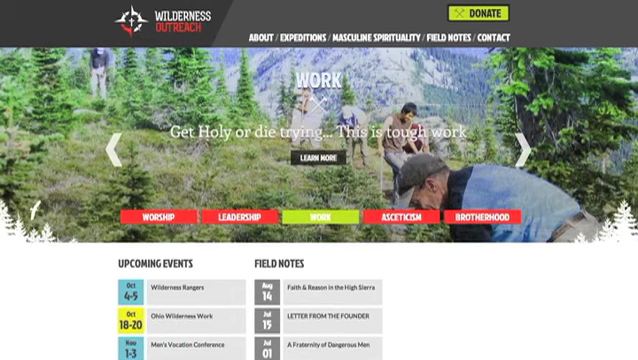 WILDERNESS
OUTREACH
DONATE
ABOUT / EXPEDITIONS / MASCULINE SPIRITUALITY / FIELD NOTES / CONTACT
WORK
Get Holy or die trying... This is tough work
LEARN MORE
WORSHIP
LEADERSHIP
WORK
ASCETICISM
BROTHERHOOD
UPCOMING EVENTS
Oct
4-5
Wilderness Rangers
Oct
18-20
Ohio Wilderness Work
Nov
1-3
Men's Vocation Conference
FIELD NOTES
Aug
14
Faith & Reason in the High Sierra
Jul
15
LETTER FROM THE FOUNDER
Jul
01
A Fraternity of Dangerous Men